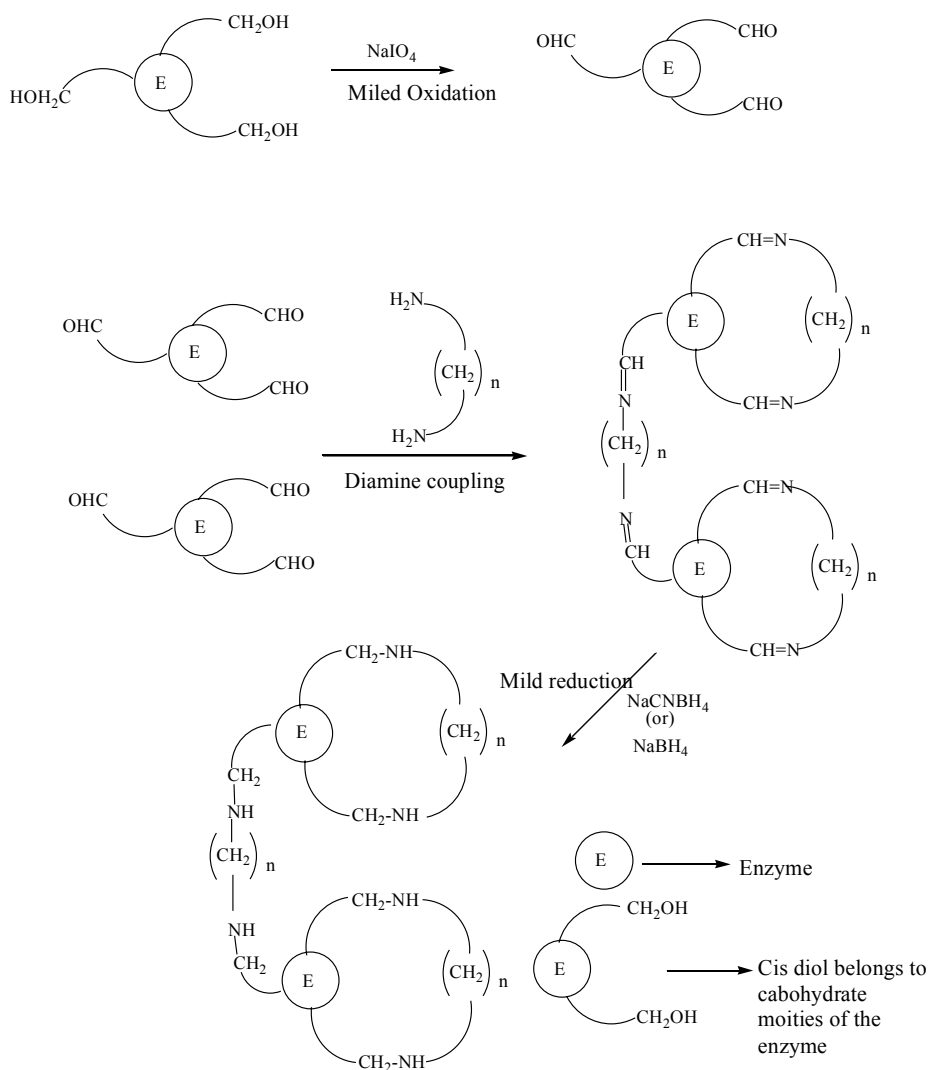 CH2OH
NaIO4
OHC
CHO
E
E
HOH2C
Miled Oxidation
CHO
CH2OH
CH=N
H2N
OHC
CHO
E
(CH2) n
E
(CH2) n
CH
CHO
N
CH=N
H2N
(CH2) n
Diamine coupling
CHO
CH=N
OHC
N
E
CH
E
(CH2) n
CHO
CH2-NH
CH=N
Mild reduction
NaCNBH4
(or)
E
(CH2) n
NaBH4
CH2
NH
CH2-NH
(CH2) n
E
Enzyme
CH2-NH
CH2OH
NH
E
CH2
(CH2) n
Cis diol belongs to
E
cabohydrate
CH2OH
moities of the
enzyme
CH2-NH